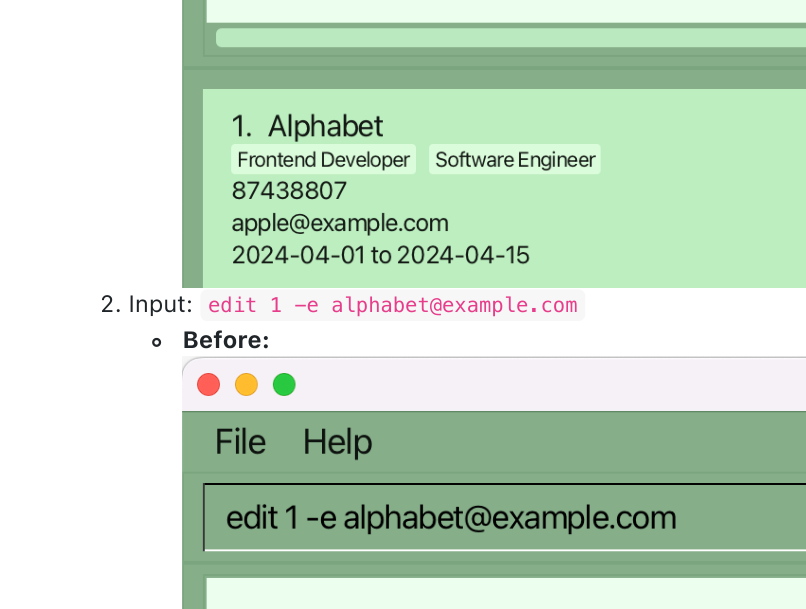 1. Alphabet
Frontend Developer Software Engineer
87438807
apple@example.com
2024-04-01 to 2024-04-15
2. Input: edit 1 -e alphabet@example.com
Before:
File Help
edit 1 -e alphabet@example.com